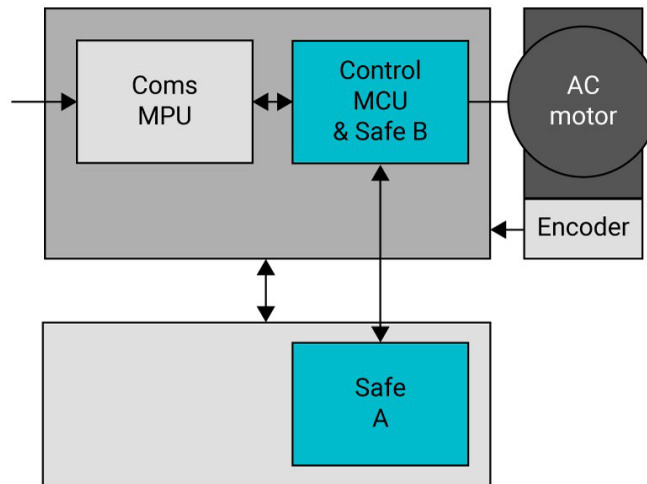 Coms
MPU
Control
MCU
& Safe B
AC
motor
Encoder
Safe
A